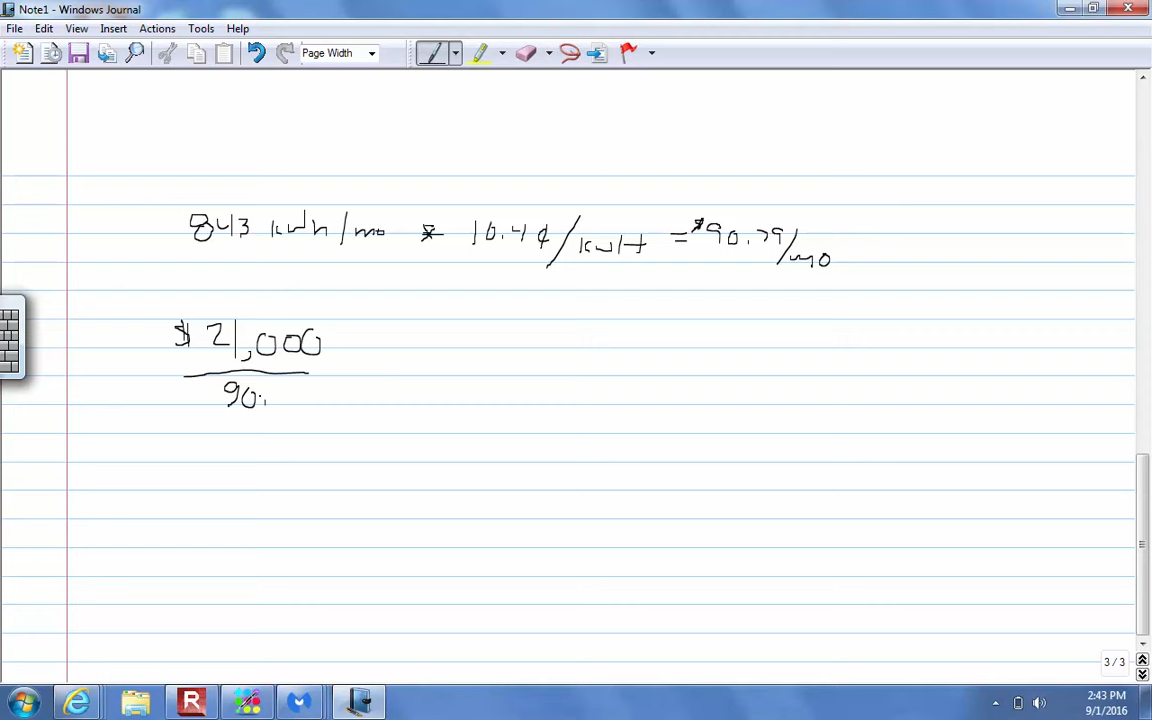 Note1 - Windows Journal
File Edit View Insert Actions Tools Help
Page Width
843 kwh/mo * 10.4¢/kwH = $90.79/mo
$21,000
90.
3 / 3
2:43 PM
9/1/2016